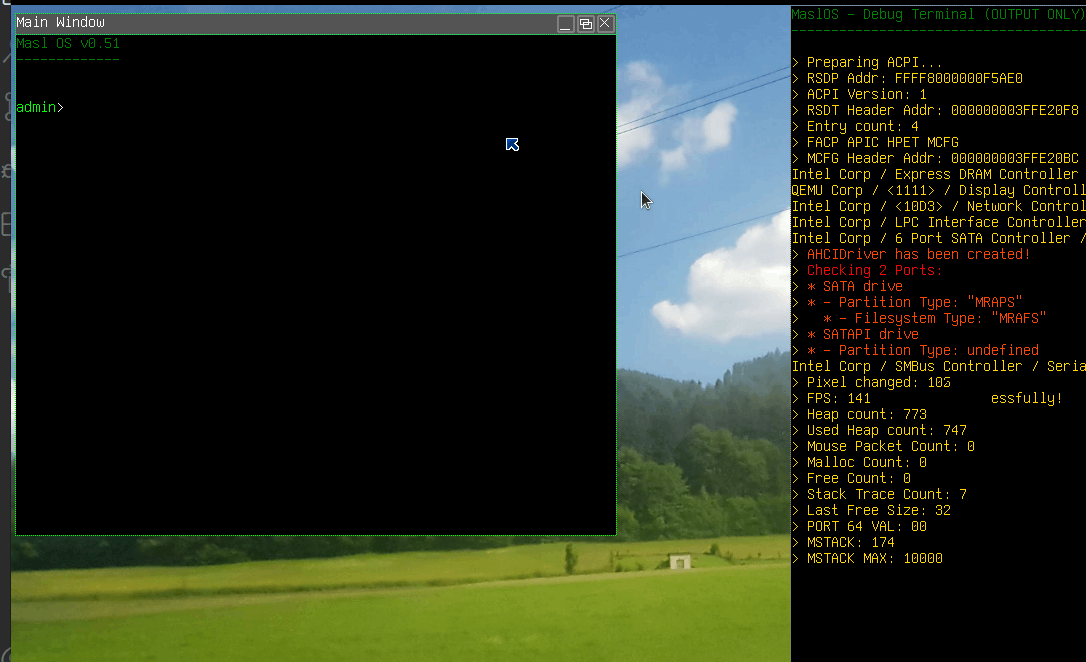 Main Window
Masl OS v0.51
-------------
admin>
MaslOS - Debug Terminal (OUTPUT ONLY)
-------------------------------------
> Preparing ACPI...
> RSDP Addr: FFFF8000000F5AE0
> ACPI Version: 1
> RSDT Header Addr: 000000003FFE20F8
> Entry count: 4
> FACP APIC HPET MCFG
> MCFG Header Addr: 000000003FFE20BC
Intel Corp / Express DRAM Controller
QEMU Corp / <1111> / Display Controll
Intel Corp / <10D3> / Network Control
Intel Corp / LPC Interface Controller
Intel Corp / 6 Port SATA Controller /
> AHCIDriver has been created!
> Checking 2 Ports:
> * SATA drive
> * - Partition Type: "MRAPS"
>   * - Filesystem Type: "MRAFS"
> * SATAPI drive
> * - Partition Type: undefined
Intel Corp / SMBus Controller / Seria
> Pixel changed:
> FPS: 141 essfully!
> Heap count: 773
> Used Heap count: 747
> Mouse Packet Count: 0
> Malloc Count: 0
> Free Count: 0
> Stack Trace Count: 7
> Last Free Size: 32
> PORT 64 VAL: 00
> MSTACK: 174
> MSTACK MAX: 10000